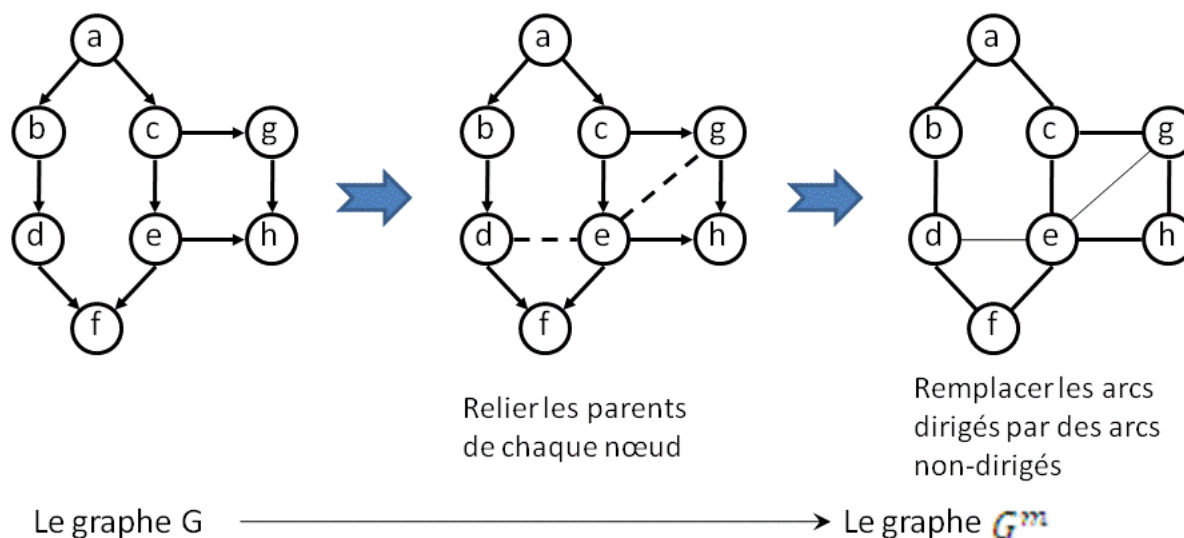 a
b
c
g
d
e
h
f
a
b
c
g
d
e
h
f
a
b
c
g
d
e
h
f
Relier les parents
de chaque nœud
Remplacer les arcs
dirigés par des arcs
non-dirigés
Le graphe G
Le graphe G^m